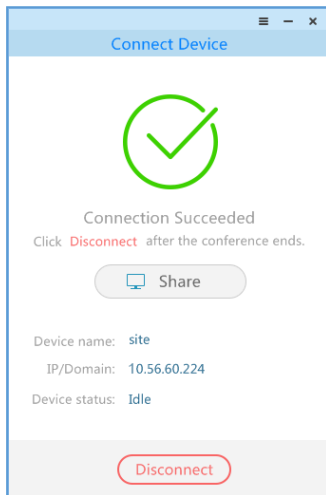 Connect Device
Connection Succeeded
Click Disconnect after the conference ends.
Share
Device name: site
IP/Domain: 10.56.60.224
Device status: Idle
Disconnect